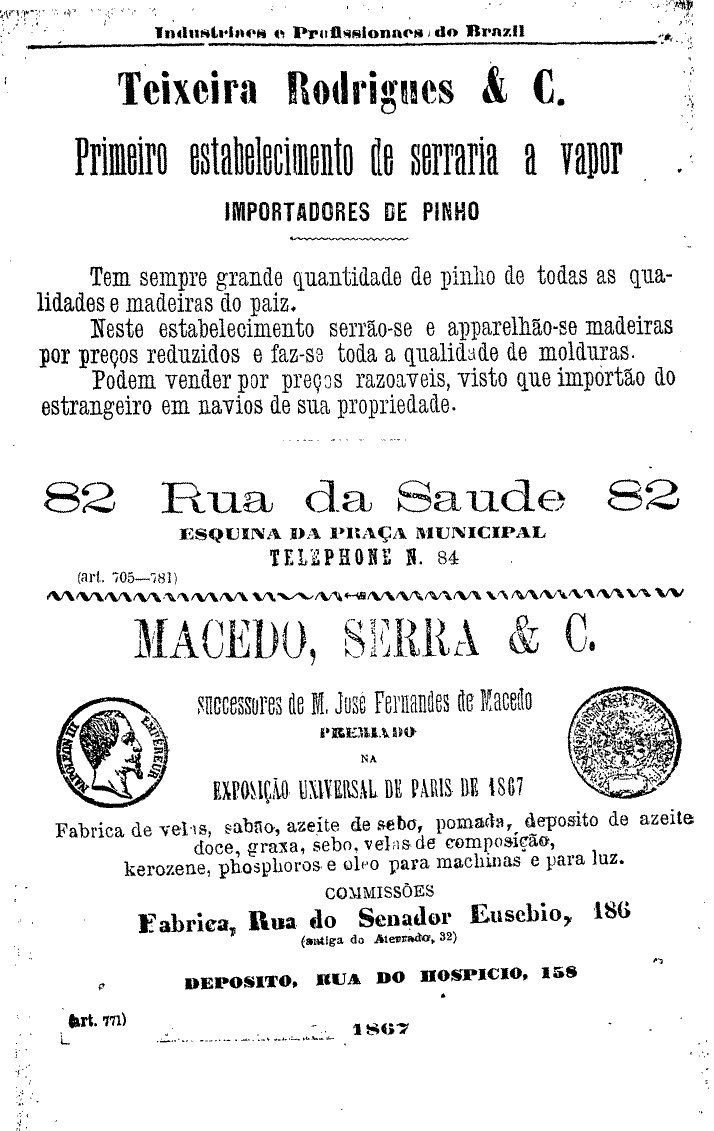 Industriaes e Profissionaes do Brazil
Teixeira Rodrigues & C.
Primeiro estabelecimento de serraria a vapor
IMPORTADORES DE PINHO
Tem sempre grande quantidade de pinho de todas as qua-
lidades e madeiras do paiz.
Neste estabelecimento serrão-se e apparelhão-se madeiras
por preços reduzidos e faz-se toda a qualidade de molduras.
Podem vender por preços razoaveis, visto que importão do
estrangeiro em navios de sua propriedade.
82 Rua da Saude 82
ESQUINA DA PRAÇA MUNICIPAL
TELEPHONE N. 84
(art. 705—781)
MACEDO, SERRA & C.
successores de M. José Fernandes de Macedo
PREMIADO
NA
EXPOSIÇÃO UNIVERSAL DE PARIS DE 1867
NAPOLEON III EMPEREUR
Fabrica de velas, sabão, azeite de sebo, pomada, deposito de azeite
doce, graxa, sebo, velas de composição,
kerozene, phosphoros e oleo para machinas e para luz.
COMMISSÕES
Fabrica, Rua do Senador Eusebio, 186
(antiga do Aterrado, 32)
DEPOSITO, RUA DO HOSPICIO, 158
(art. 771)
1867